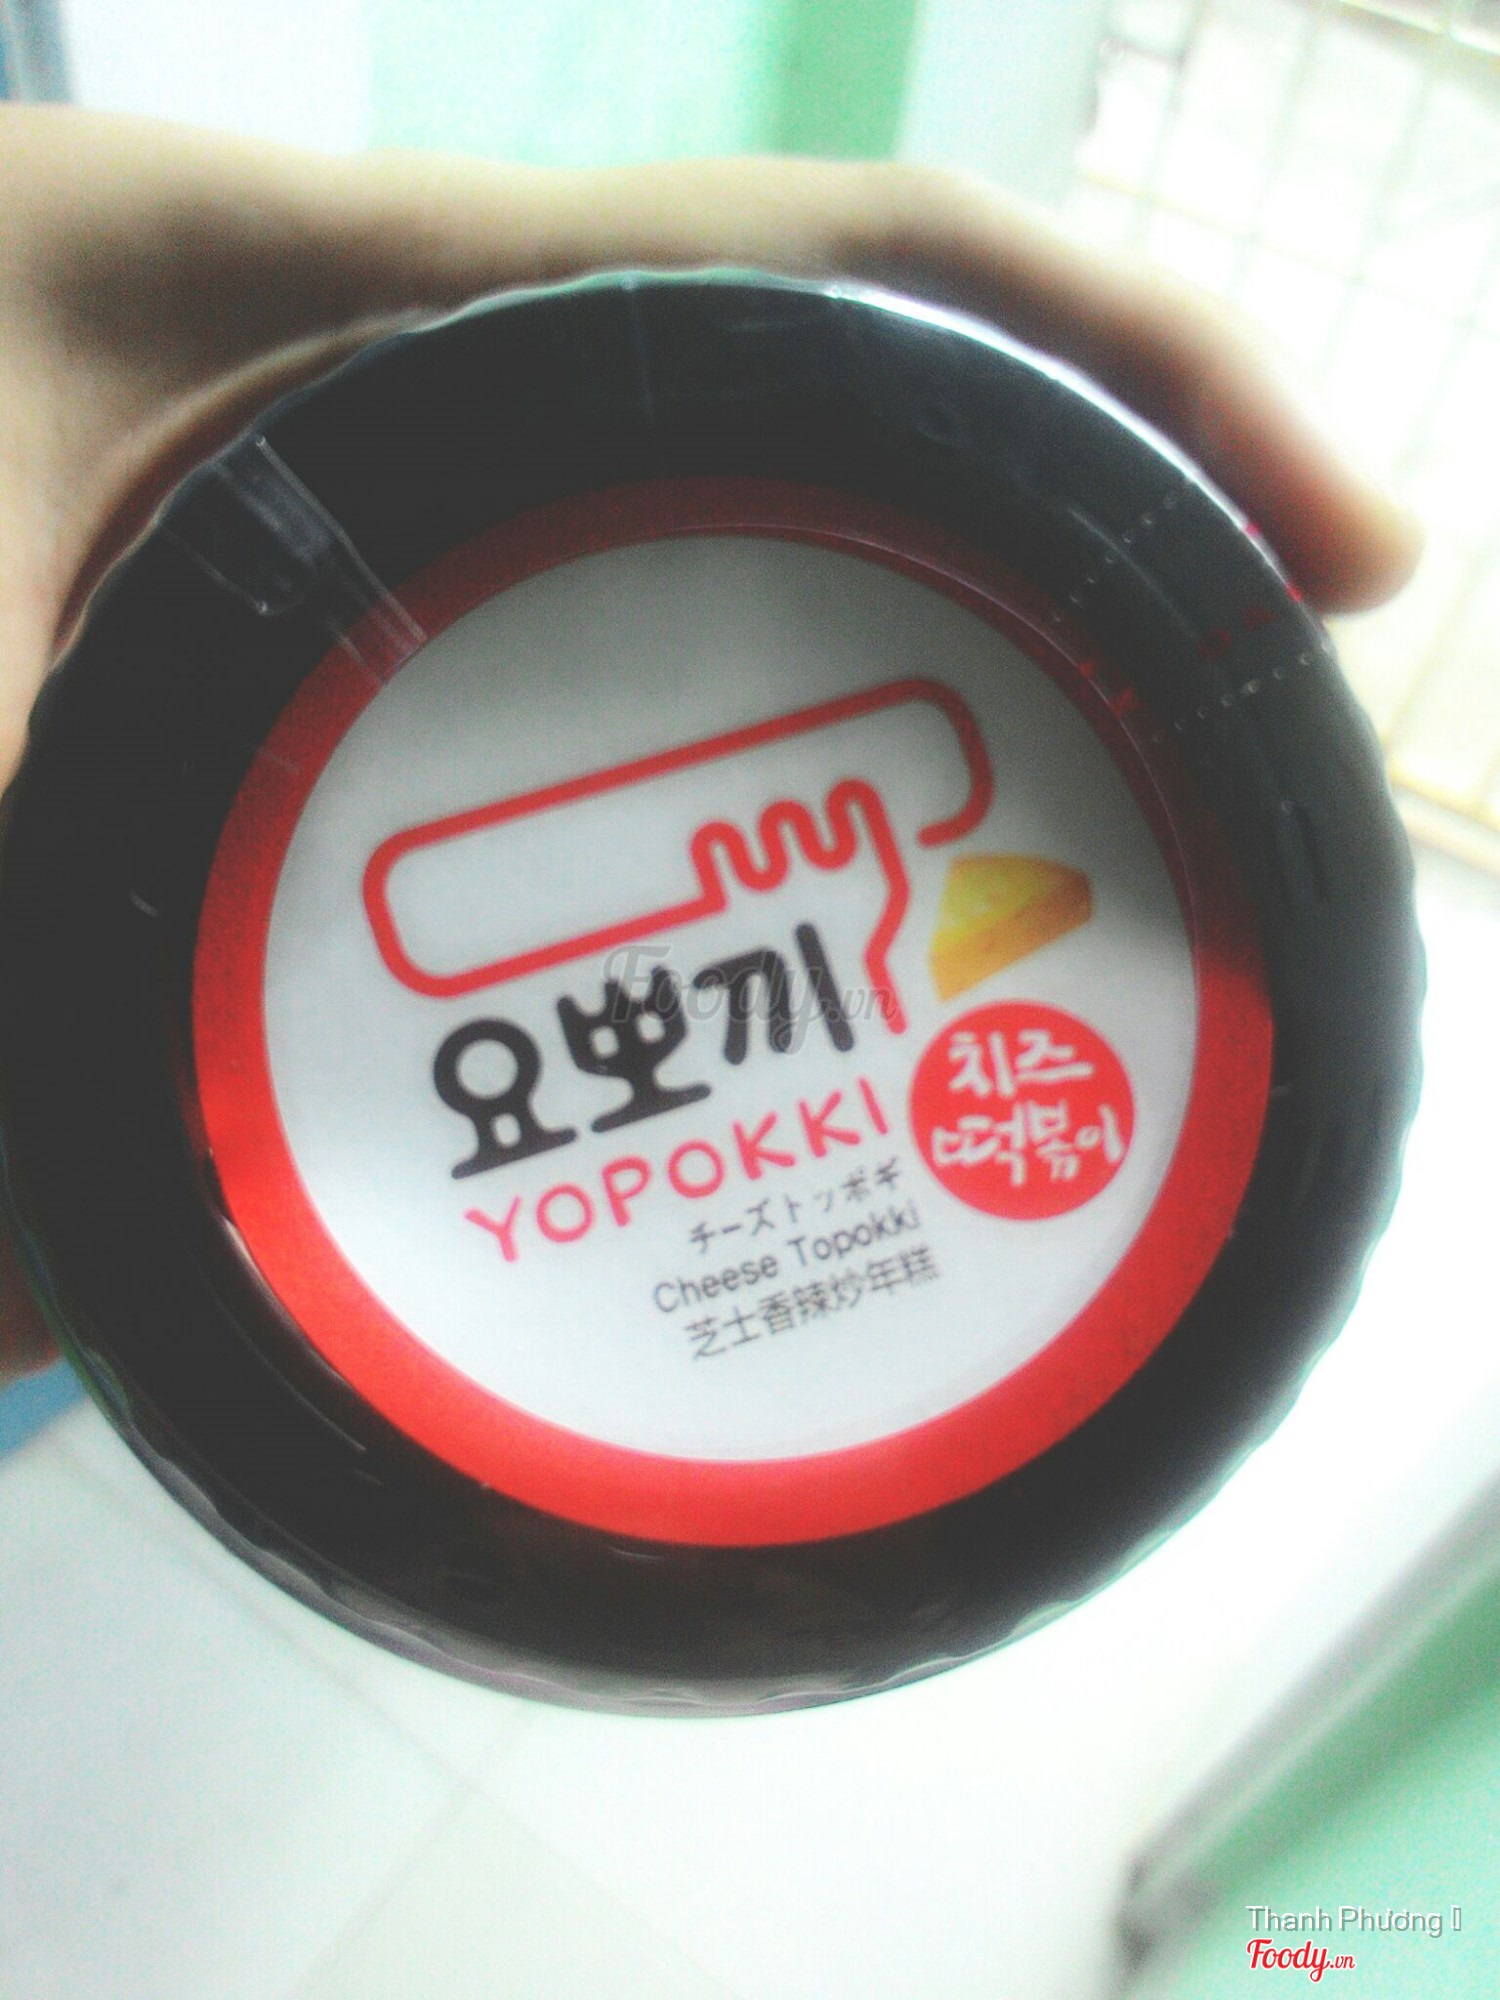 요뽀끼
YOPOKKI
치즈
떡볶이
チーズトッポギ
Cheese Topokki
芝士香辣炒年糕
Foody.vn
Thanh Phương
Foody.vn